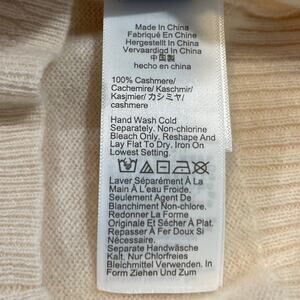 Made In China
Fabriqué En Chine
Hergestellt In China
Vervaardigd In China
中国製
hecho en china
100% Cashmere/
Cachemire/ Kaschmir/
Kasjmier/ カシミヤ/
cashmere
Hand Wash Cold
Separately. Non-chlorine
Bleach Only. Reshape And
Lay Flat To Dry. Iron On
Lowest Setting.
Laver Séparément À La
Main À L'Eau Froide.
Seulement Agent De
Blanchiment Non-chlore.
Redonner La Forme
Originale Et Sécher À Plat.
Repasser À Fer Doux Si
Nécessaire.
Separate Handwäsche
Kalt. Nur Chlorfreies
Bleichmittel Verwenden. In
Form Ziehen Und Zum